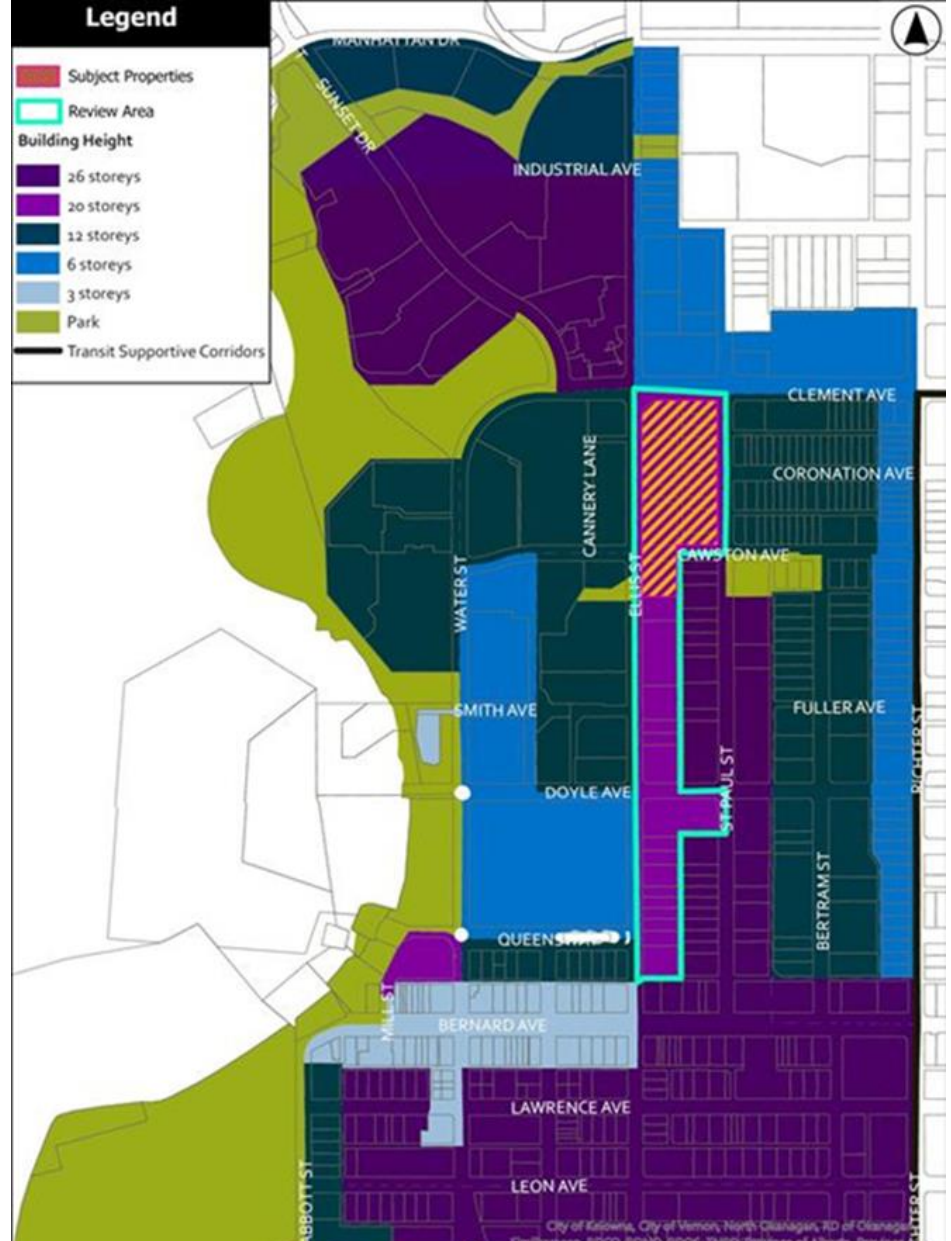 Legend
Subject Properties
Review Area
Building Height
26 storeys
20 storeys
12 storeys
6 storeys
3 storeys
Park
Transit Supportive Corridors
MANHATTAN DR
SUNSET DR
INDUSTRIAL AVE
CLEMENT AVE
CANNERY LANE
CORONATION AVE
CAWSTON AVE
ELLIS ST
WATER ST
SMITH AVE
FULLER AVE
RICHTER ST
ST PAUL ST
DOYLE AVE
BERTRAM ST
MILL ST
BERNARD AVE
LAWRENCE AVE
LEON AVE
ABBOTT ST
City of Kelowna, City of Vernon, North Okanagan, RD of Okanagan